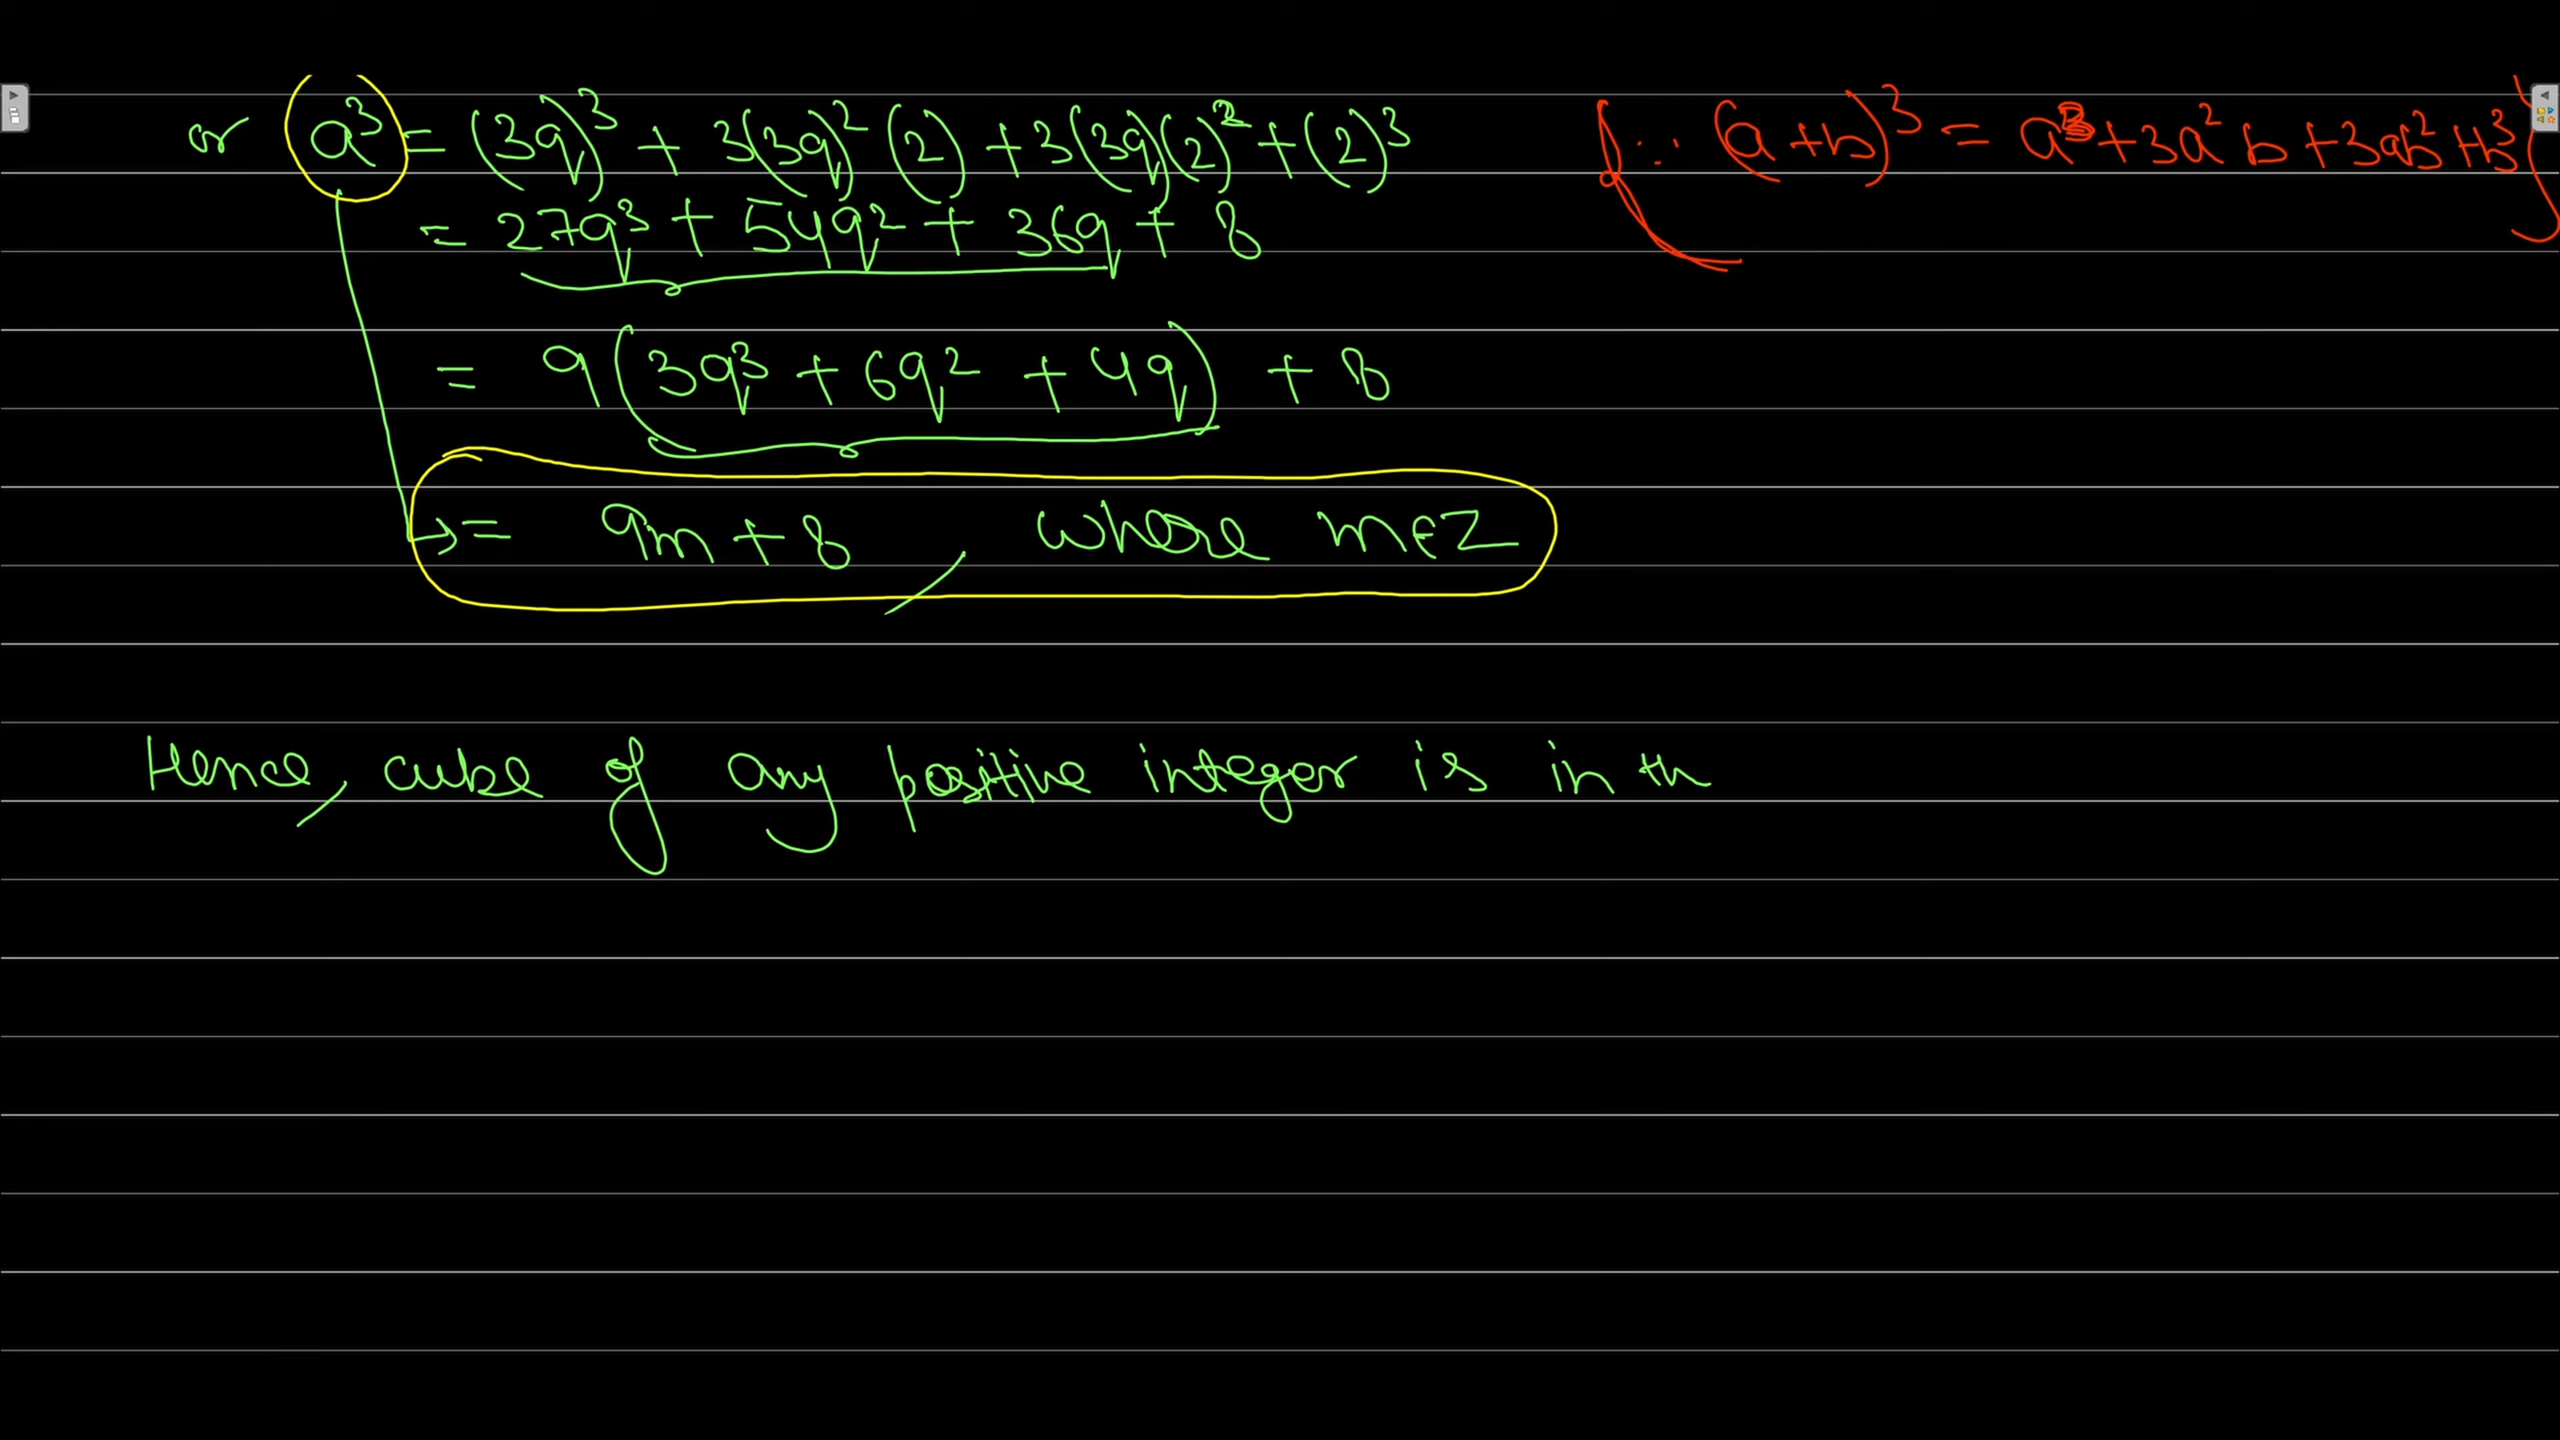 or a³ = (3q)³ + 3(3q)²(2) + 3(3q)(2)² + (2)³ {∵ (a+b)³ = a³ + 3a²b + 3ab² + b³}
= 27q³ + 54q² + 36q + 8
= 9(3q³ + 6q² + 4q) + 8
→ = 9m + 8, where m∈Z
Hence, cube of any positive integer is in th